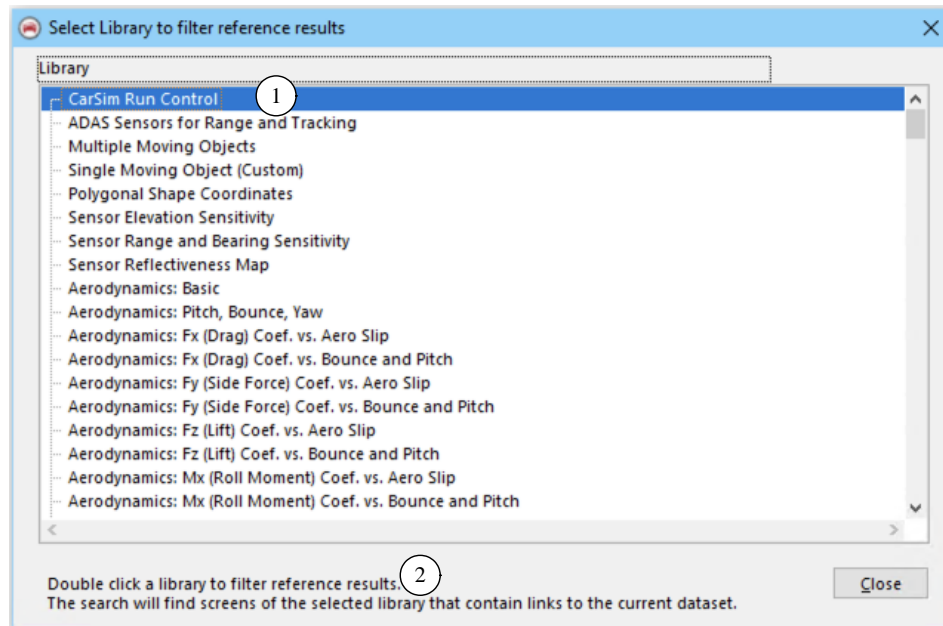 Select Library to filter reference results
Library
CarSim Run Control 1
ADAS Sensors for Range and Tracking
Multiple Moving Objects
Single Moving Object (Custom)
Polygonal Shape Coordinates
Sensor Elevation Sensitivity
Sensor Range and Bearing Sensitivity
Sensor Reflectiveness Map
Aerodynamics: Basic
Aerodynamics: Pitch, Bounce, Yaw
Aerodynamics: Fx (Drag) Coef. vs. Aero Slip
Aerodynamics: Fx (Drag) Coef. vs. Bounce and Pitch
Aerodynamics: Fy (Side Force) Coef. vs. Aero Slip
Aerodynamics: Fy (Side Force) Coef. vs. Bounce and Pitch
Aerodynamics: Fz (Lift) Coef. vs. Aero Slip
Aerodynamics: Fz (Lift) Coef. vs. Bounce and Pitch
Aerodynamics: Mx (Roll Moment) Coef. vs. Aero Slip
Aerodynamics: Mx (Roll Moment) Coef. vs. Bounce and Pitch
Double click a library to filter reference results. 2
The search will find screens of the selected library that contain links to the current dataset.
Close